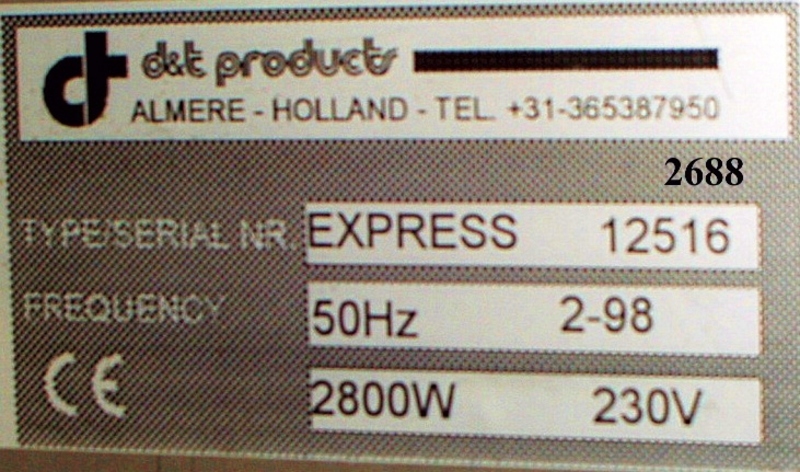 dt d&t products
ALMERE - HOLLAND - TEL. +31-365387950
2688
TYPE/SERIAL NR. EXPRESS 12516
FREQUENCY 50Hz 2-98
CE 2800W 230V